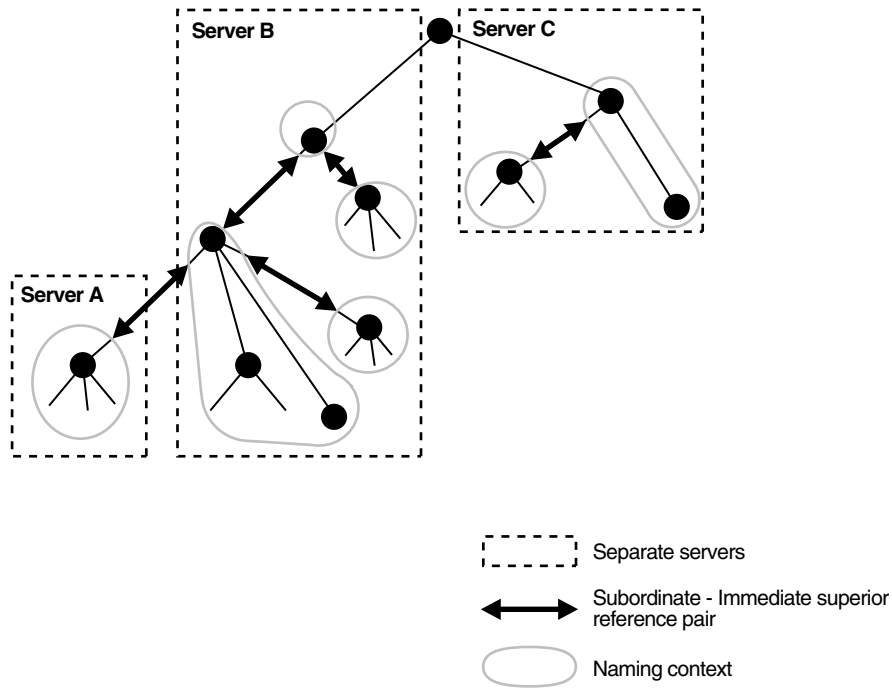 Server B
Server C
Server A
Separate servers
Subordinate - Immediate superior
reference pair
Naming context